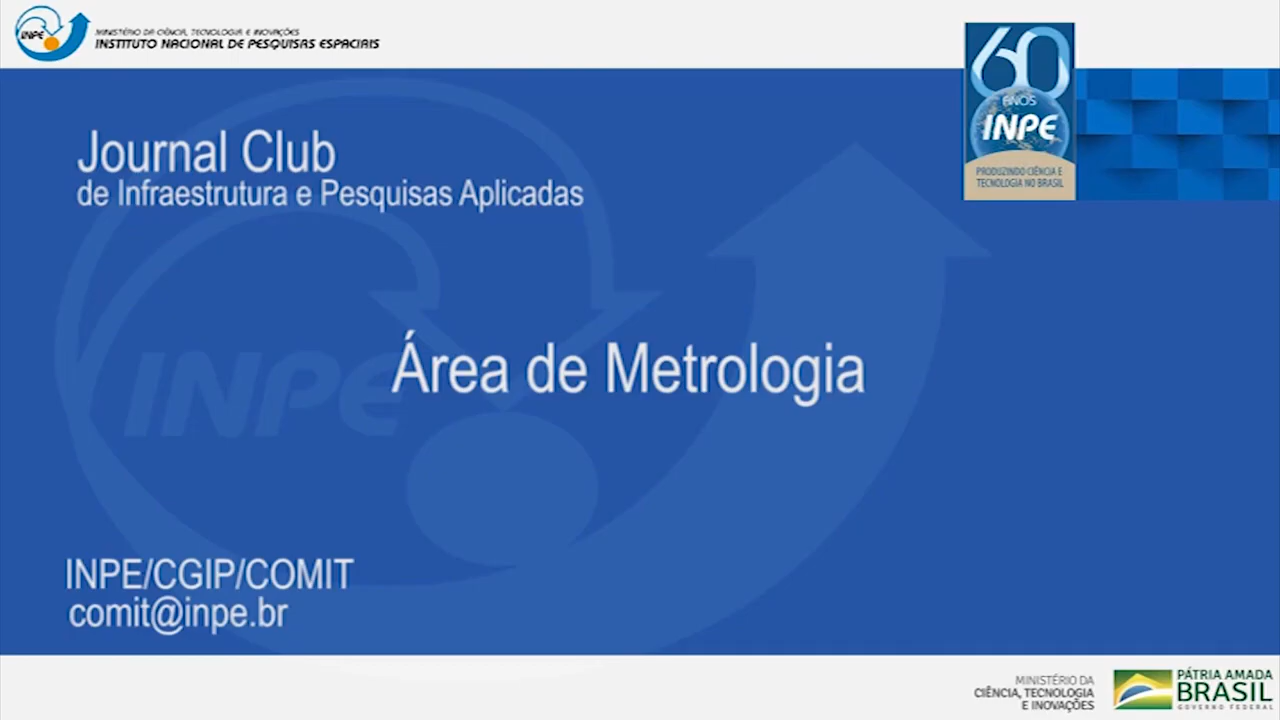 INPE
MINISTÉRIO DA CIÊNCIA, TECNOLOGIA E INOVAÇÕES
INSTITUTO NACIONAL DE PESQUISAS ESPACIAIS
60
ANOS
INPE
PRODUZINDO CIÊNCIA E
TECNOLOGIA NO BRASIL
Journal Club
de Infraestrutura e Pesquisas Aplicadas
INPE
Área de Metrologia
INPE/CGIP/COMIT
comit@inpe.br
MINISTÉRIO DA
CIÊNCIA, TECNOLOGIA
E INOVAÇÕES
PÁTRIA AMADA
BRASIL
GOVERNO FEDERAL